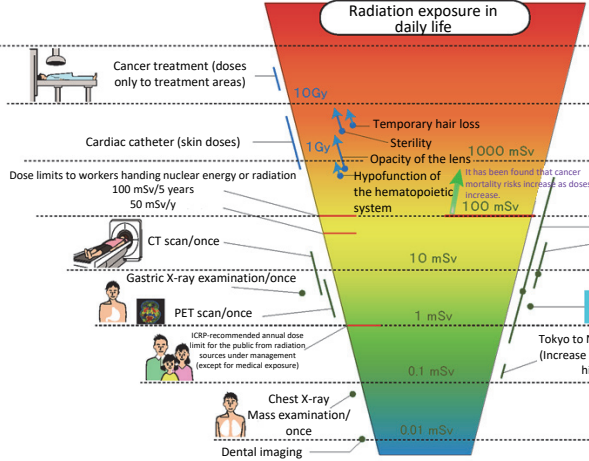 Radiation exposure in
daily life
Cancer treatment (doses
only to treatment areas)
10Gy
Temporary hair loss
Sterility
Cardiac catheter (skin doses)
1Gy
Opacity of the lens
1000 mSv
Hypofunction of
the hematopoietic
system
It has been found that cancer
mortality risks increase as doses
increase.
Dose limits to workers handing nuclear energy or radiation
100 mSv/5 years
50 mSv/y
100 mSv
CT scan/once
10 mSv
Gastric X-ray examination/once
PET scan/once
1 mSv
ICRP-recommended annual dose
limit for the public from radiation
sources under management
(except for medical exposure)
Tokyo to
(Increase
0.1 mSv
Chest X-ray
Mass examination/
once
0.01 mSv
Dental imaging